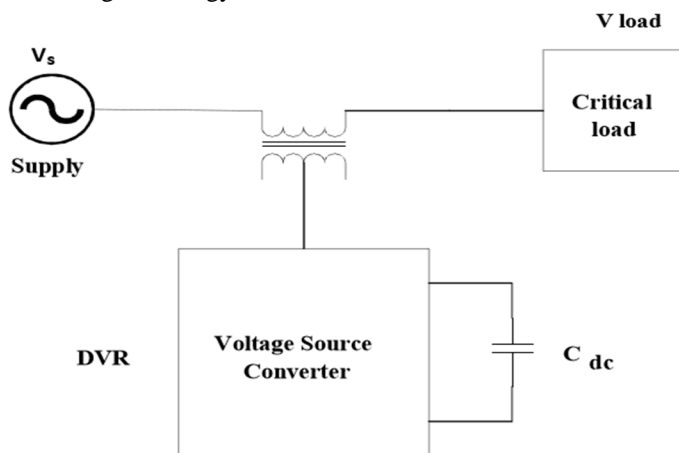 V load
Vs
Critical
load
Supply
Voltage Source
Converter
DVR
C dc